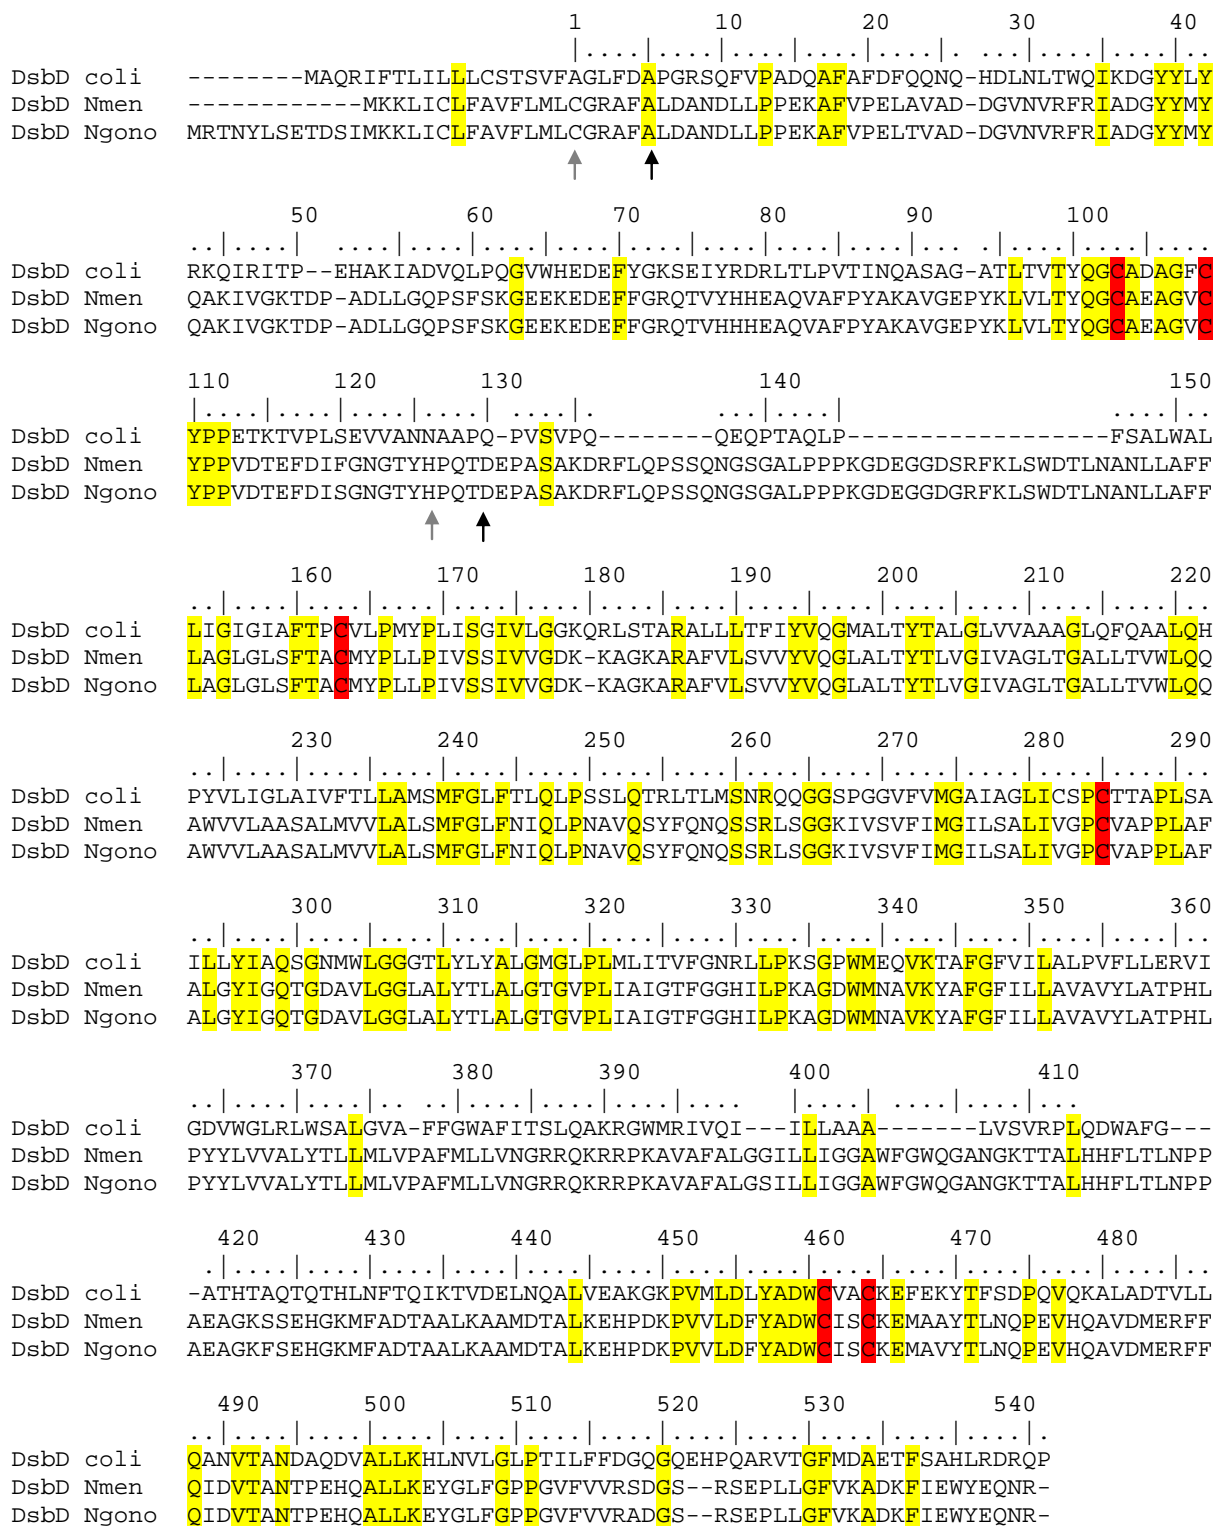 1 10 20 30 40
|....|....|....|....|....|. ...|....|....|.
DsbD coli --------MAQRIFTLILLLCSTSVFAGLFDAPGRSQFVPADQAFAFDFQQNQ-HDLNLTWQIKDGYYLY
DsbD Nmen ------------MKKLICLFAVFLMLCGRAFALDANDLLPPEKAFVPELAVAD-DGVNVRFRIADGYYMY
DsbD Ngono MRTNYLSETDSIMKKLICLFAVFLMLCGRAFALDANDLLPPEKAFVPELTVAD-DGVNVRFRIADGYYMY
50 60 70 80 90 100
..|....| ....|....|....|....|....|....|....|... .|....|....|...
DsbD coli RKQIRITP--EHAKIADVQLPQGVWHEDEFYGKSEIYRDRLTLPVTINQASAG-ATLTVTYQGCADAGFC
DsbD Nmen QAKIVGKTDP-ADLLGQPSFSKGEEKEDEFFGRQTVYHHEAQVAFPYAKAVGEPYKLVLTYQGCAEAGVC
DsbD Ngono QAKIVGKTDP-ADLLGQPSFSKGEEKEDEFFGRQTVHHHEAQVAFPYAKAVGEPYKLVLTYQGCAEAGVC
110 120 130 140 150
|....|....|....|....| ....|.. ..|....| ....|..
DsbD coli YPPETKTVPLSEVVANNAAPQ-PVSVPQ--------QEQPTAQLP------------------FSALWAL
DsbD Nmen YPPVDTEFDIFGNGTYHPQTDEPASAKDRFLQPSSQNGSGALPPPKGDEGGDSRFKLSWDTLNANLLAFF
DsbD Ngono YPPVDTEFDISGNGTYHPQTDEPASAKDRFLQPSSQNGSGALPPPKGDEGGDGRFKLSWDTLNANLLAFF
160 170 180 190 200 210 220
..|....|....|....|....|....|....|....|....|....|....|....|....|....|..
DsbD coli LIGIGIAFTPCVLPMYPLISGIVLGGKQRLSTARALLLTFIYVQGMALTYTALGLVVAAAGLQFQAALQH
DsbD Nmen LAGLGLSFTACMYPLLPIVSSIVVGDK-KAGKARAFVLSVVYVQGLALTYTLVGIVAGLTGALLTVWLQQ
DsbD Ngono LAGLGLSFTACMYPLLPIVSSIVVGDK-KAGKARAFVLSVVYVQGLALTYTLVGIVAGLTGALLTVWLQQ
230 240 250 260 270 280 290
..|....|....|....|....|....|....|....|....|....|....|....|....|....|..
DsbD coli PYVLIGLAIVFTLLAMSMFGLFTLQLPSSLQTRLTLMSNRQQGGSPGGVFVMGAIAGLICSPCTTAPLSA
DsbD Nmen AWVVLAASALMVVLALSMFGLFNIQLPNAVQSYFQNQSSRLSGGKIVSVFIMGILSALIVGPCVAPPLAF
DsbD Ngono AWVVLAASALMVVLALSMFGLFNIQLPNAVQSYFQNQSSRLSGGKIVSVFIMGILSALIVGPCVAPPLAF
300 310 320 330 340 350 362
..|....|....|....|....|....|....|....|....|....|....|....|....|....|..
DsbD coli ILLYIAQSGNMWLGGGTLYLYALGMGLPLMLITVFGNRLLPKSGPWMEQVKTAFGFVILALPVFLLERVI
DsbD Nmen ALGYIGQTGDAVLGGLALYTLALGTGVPLIAIGTFGGHILPKAGDWMNAVKYAFGFILLAVAVYLATPHL
DsbD Ngono ALGYIGQTGDAVLGGLALYTLALGTGVPLIAIGTFGGHILPKAGDWMNAVKYAFGFILLAVAVYLATPHL
372 380 390 400 410
..|....|....|.. ..|....|....|....|.... |....| ....|....|..
DsbD coli GDVWGLRLWSALGVA-FFGWAFITSLQAKRGWMRIVQI---ILLAAA-------LVSVRPLQDWAFG---
DsbD Nmen PYYLVVALYTLLMLVPAFMLLVNGRRQKRRPKAVAFALGGILLIGGAWFGWQGANGKTTALHHFLTLNPP
DsbD Ngono PYYLVVALYTLLMLVPAFMLLVNGRRQKRRPKAVAFALGSILLIGGAWFGWQGANGKTTALHHFLTLNPP
420 430 440 450 460 470 480
..|....|....|....|....|....|....|....|....|....|....|....|....|....|..
DsbD coli -ATHTAQTQTHLNFTQIKTVDELNQALVEAKGKPVMLDLYADWCVACKEFEKYTFSDPQVQKALADTVLL
DsbD Nmen AEAGKSSEHGKMFADTAALKAAMDTALKEHPDKPVVLDFYADWCISCKEMAAYTLNQPEVHQAVDMERFF
DsbD Ngono AEAGKFSEHGKMFADTAALKAAMDTALKEHPDKPVVLDFYADWCISCKEMAVYTLNQPEVHQAVDMERFF
490 500 510 520 530 540
..|....|....|....|....|....|....|....|....|....|....|....|..
DsbD coli QANVTANDAQDVALLKHLNVLGLPTILFFDGQGQEHPQARVTGFMDAETFSAHLRDRQP
DsbD Nmen QIDVTANTPEHQALLKEYGLFGPPGVFVVRSDGS--RSEPLLGFVKADKFIEWYEQNR-
DsbD Ngono QIDVTANTPEHQALLKEYGLFGPPGVFVVRADGS--RSEPLLGFVKADKFIEWYEQNR-